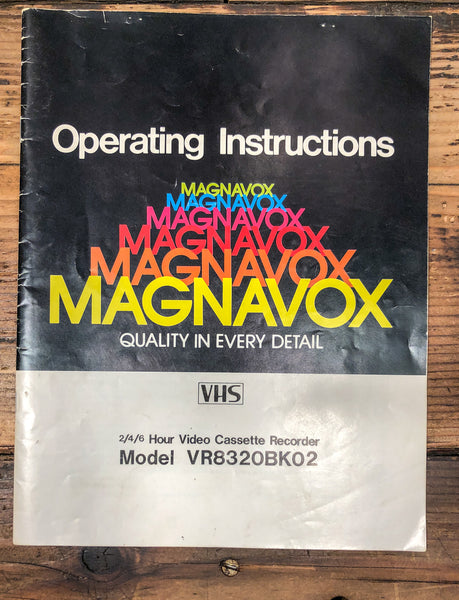 Operating Instructions
MAGNAVOX
MAGNAVOX
MAGNAVOX
MAGNAVOX
MAGNAVOX
MAGNAVOX
QUALITY IN EVERY DETAIL
VHS
2/4/6 Hour Video Cassette Recorder
Model VR8320BK02